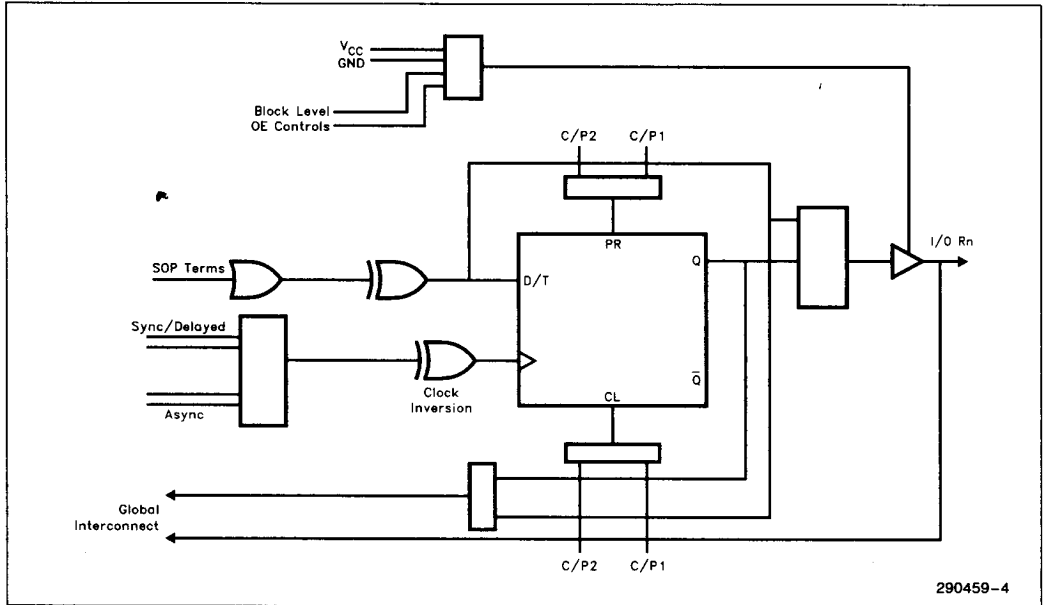 V_CC
GND
Block Level
OE Controls
C/P2
C/P1
PR
I/O Rn
SOP Terms
D/T
Q
Sync/Delayed
Clock
Inversion
Q̅
Async
CL
Global
Interconnect
C/P2
C/P1
290459-4